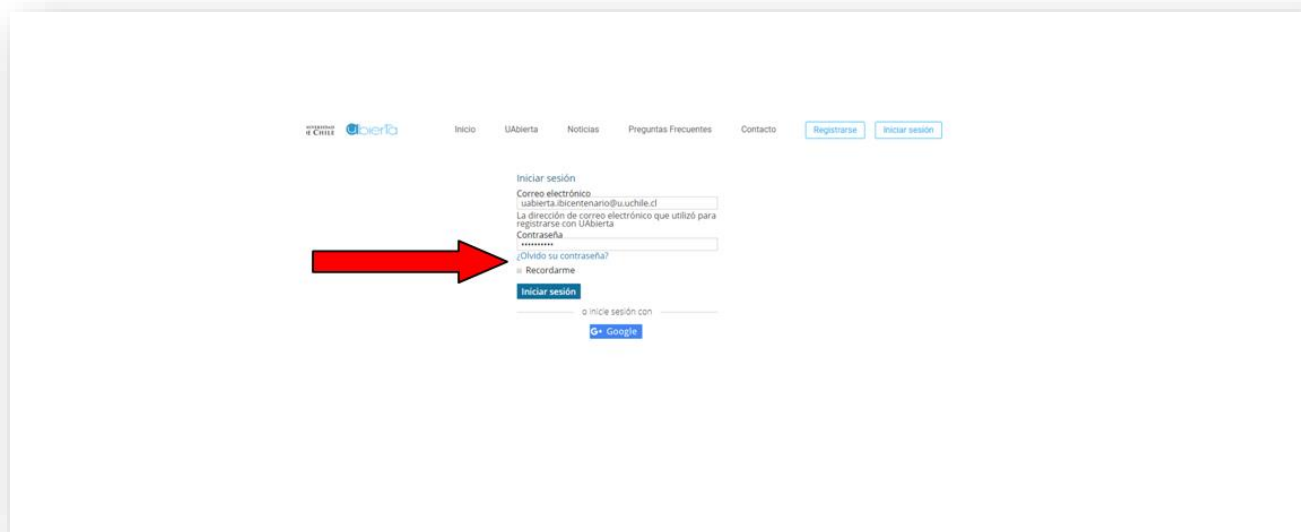 DE CHILE
UAbierta
Inicio
UAbierta
Noticias
Preguntas Frecuentes
Contacto
Registrarse
Iniciar sesión
Iniciar sesión
Correo electrónico
uabierta.ibicentenario@u.uchile.cl
La dirección de correo electrónico que utilizó para
registrarse con UAbierta
Contraseña
••••••••••
¿Olvido su contraseña?
Recordarme
Iniciar sesión
o inicie sesión con
G+ Google